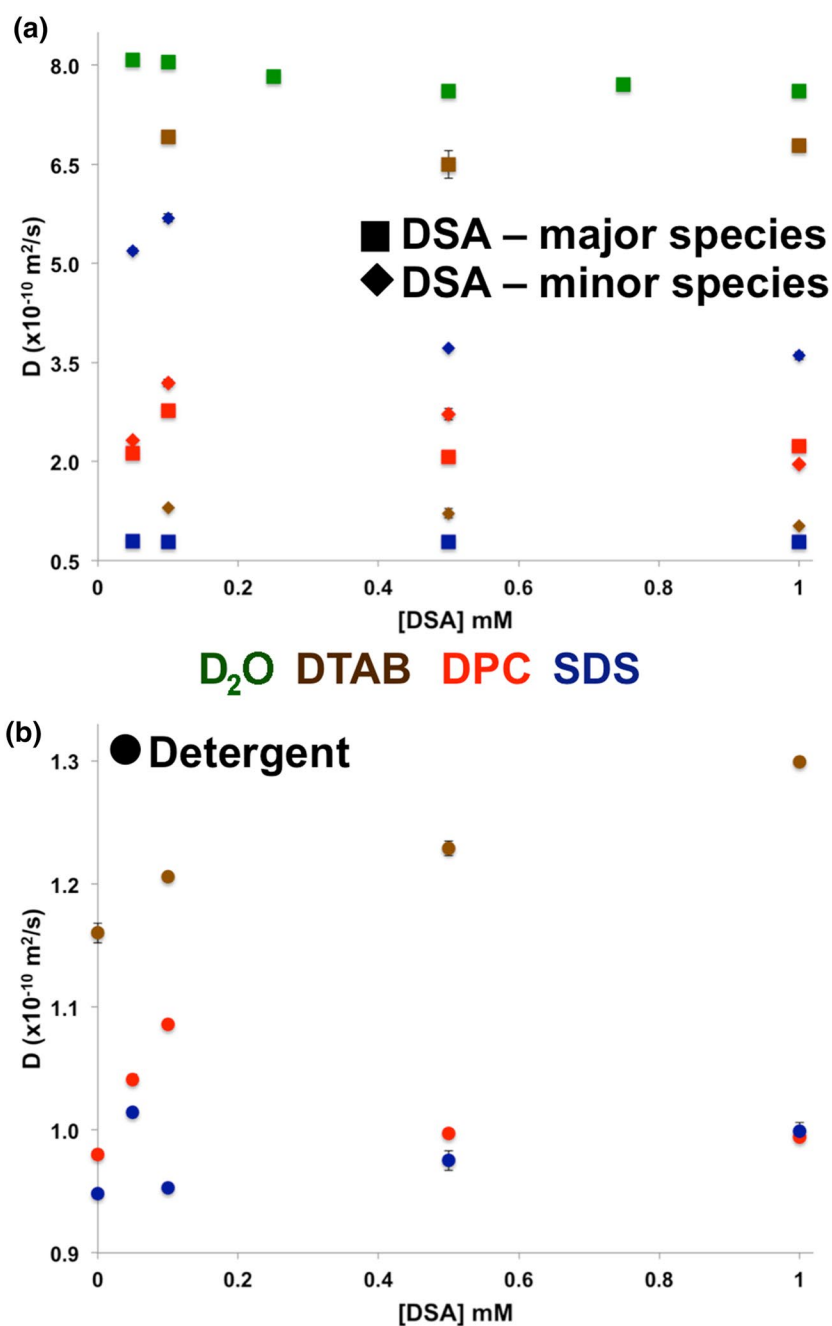 (a)
8.0
6.5
5.0
3.5
2.0
0.5
D (x10⁻¹⁰ m²/s)
DSA – major species
DSA – minor species
0 0.2 0.4 0.6 0.8 1
[DSA] mM
D₂O DTAB DPC SDS
(b)
Detergent
1.3
1.2
1.1
1.0
0.9
D (x10⁻¹⁰ m²/s)
0 0.2 0.4 0.6 0.8 1
[DSA] mM